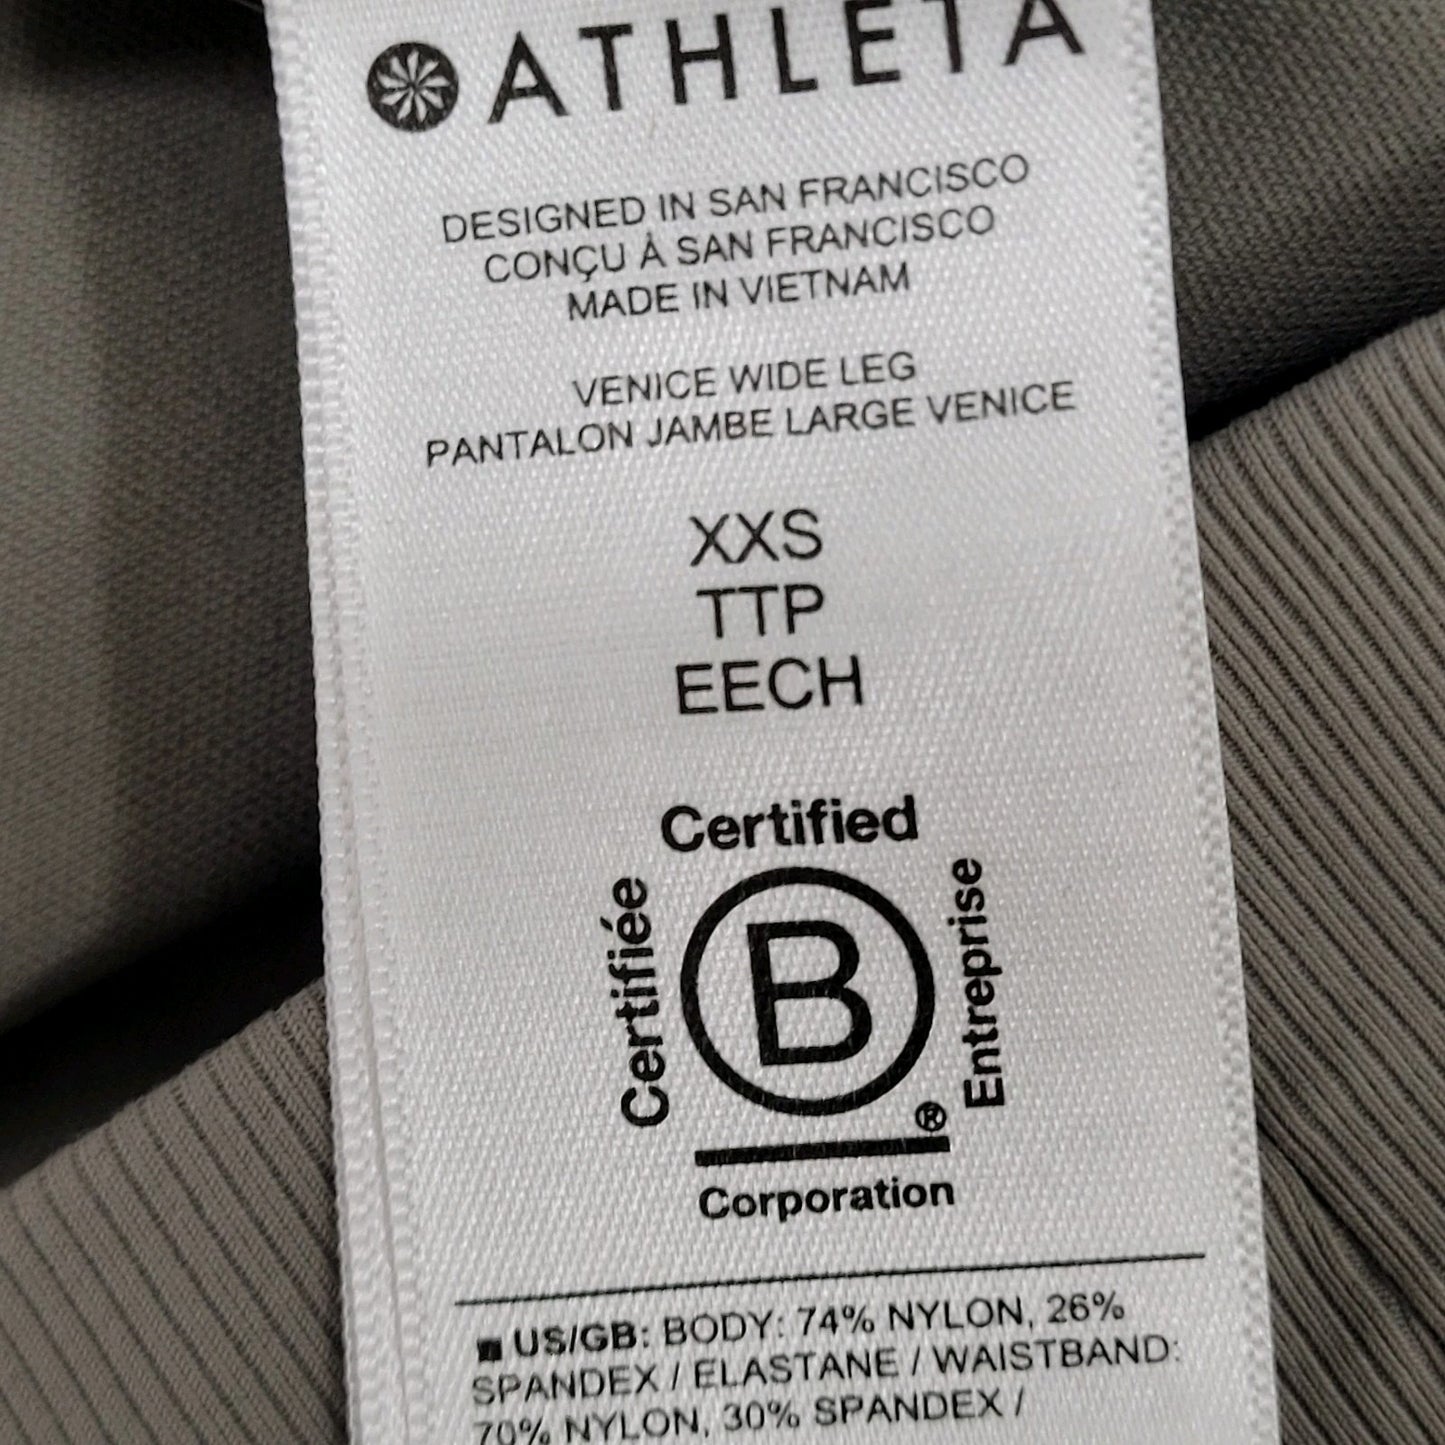 ATHLETA
DESIGNED IN SAN FRANCISCO
CONÇU À SAN FRANCISCO
MADE IN VIETNAM
VENICE WIDE LEG
PANTALON JAMBE LARGE VENICE
XXS
TTP
EECH
Certified
Certifiée
B
Entreprise
®
Corporation
US/GB: BODY: 74% NYLON, 26%
SPANDEX / ELASTANE / WAISTBAND:
70% NYLON, 30% SPANDEX /